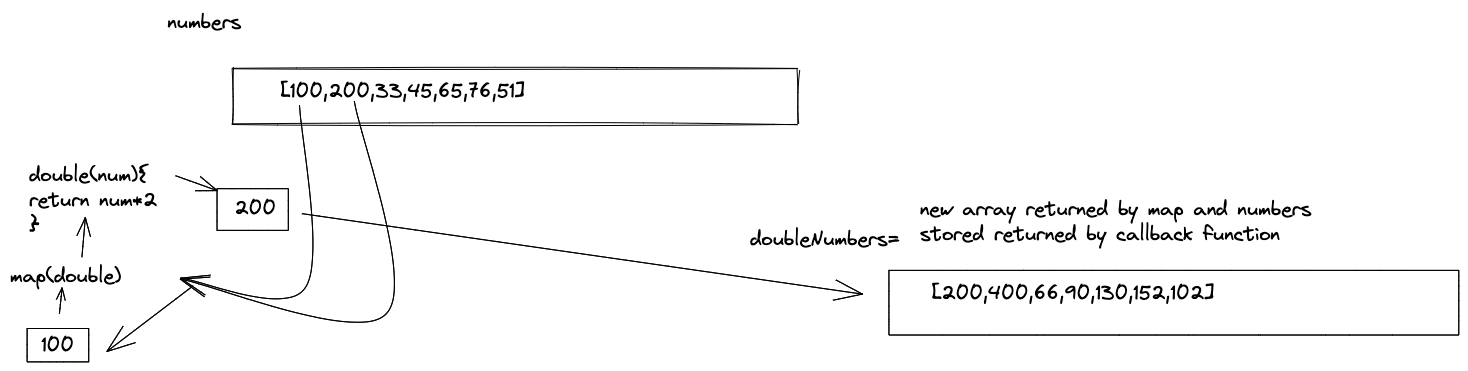 numbers
[100,200,33,45,65,76,51]
double(num){
return num*2
}
200
map(double)
100
doubleNumbers=
new array returned by map and numbers
stored returned by callback function
[200,400,66,90,130,152,102]